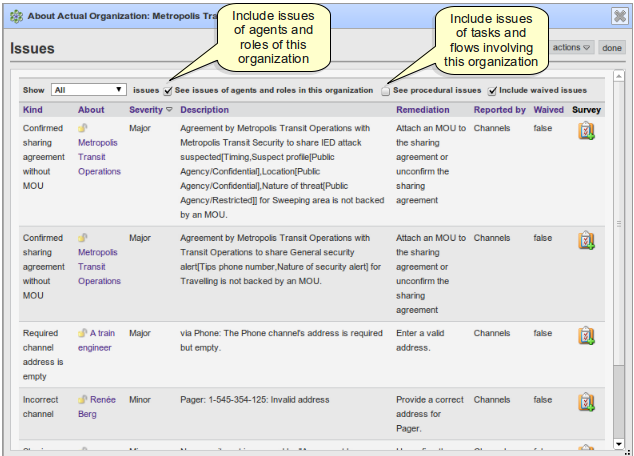 About Actual Organization: Metropolis Tra
Include issues
of agents and
roles of this
organization
Include issues
of tasks and
flows involving
this organization
Issues
actions
done
Show All issues See issues of agents and roles in this organization See procedural issues Include waived issues
Kind About Severity Description Remediation Reported by Waived Survey
Confirmed Major Agreement by Metropolis Transit Operations with Attach an MOU to Channels false
sharing Metropolis Metropolis Transit Security to share IED attack the sharing
agreement Transit suspected[Timing,Suspect profile[Public agreement or
without Operations Agency/Confidential],Location[Public unconfirm the
MOU Agency/Confidential],Nature of threat[Public sharing
Agency/Restricted]] for Sweeping area is not backed agreement
by an MOU.
Confirmed Major Agreement by Metropolis Transit Operations with Attach an MOU to Channels false
sharing Metropolis Transit Operations to share General security the sharing
agreement Transit alert[Tips phone number,Nature of security alert] for agreement or
without Operations Travelling is not backed by an MOU. unconfirm the
MOU sharing
agreement
Required A train Major via Phone: The Phone channel's address is required Enter a valid Channels false
channel engineer but empty. address.
address is
empty
Incorrect Renée Minor Pager: 1-545-354-125: Invalid address Provide a correct Channels false
channel Berg address for
Pager.